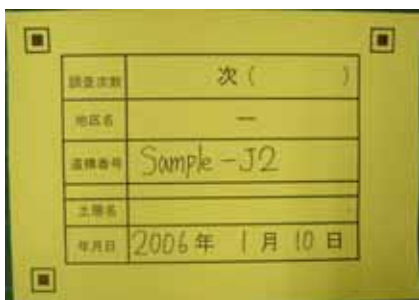 調査次数 次 ( )
地区名 ー
遺構番号 Sample-J2
土層名
年月日 2006年 1月 10日